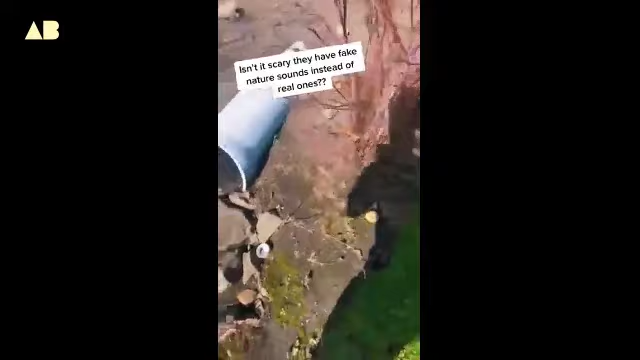 AB
Isn't it scary they have fake
nature sounds instead of
real ones??